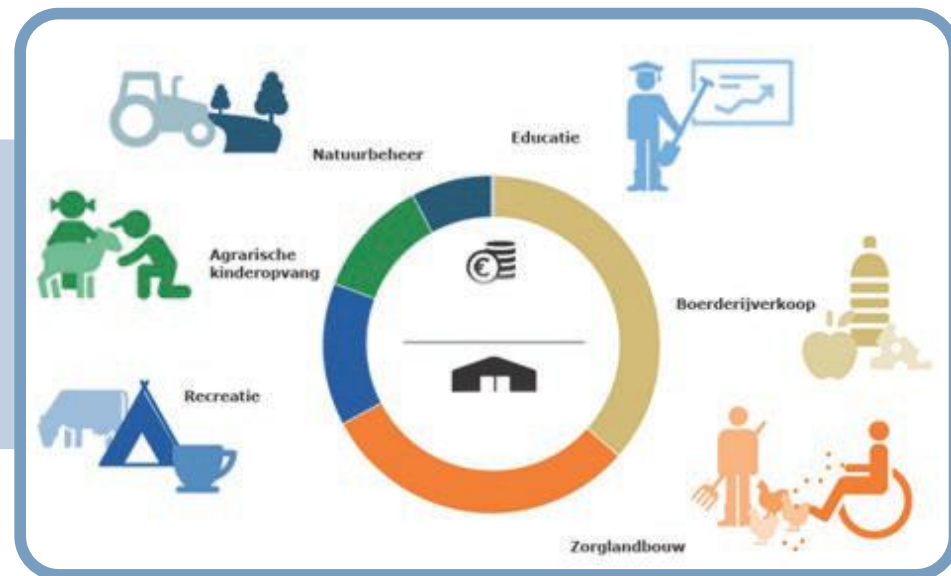 Educatie
Natuurbeheer
Agrarische
kinderopvang
Boerderijverkoop
Recreatie
Zorglandbouw
€